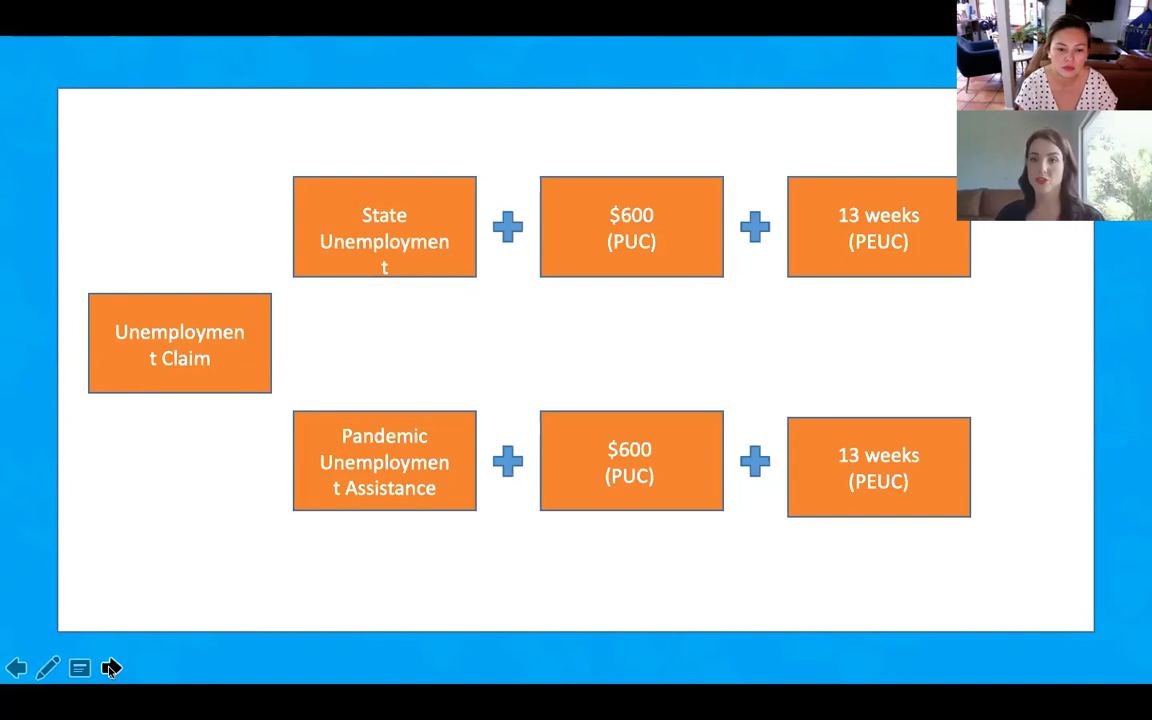 State
Unemploymen
t
$600
(PUC)
13 weeks
(PEUC)
Unemploymen
t Claim
Pandemic
Unemploymen
t Assistance
$600
(PUC)
13 weeks
(PEUC)